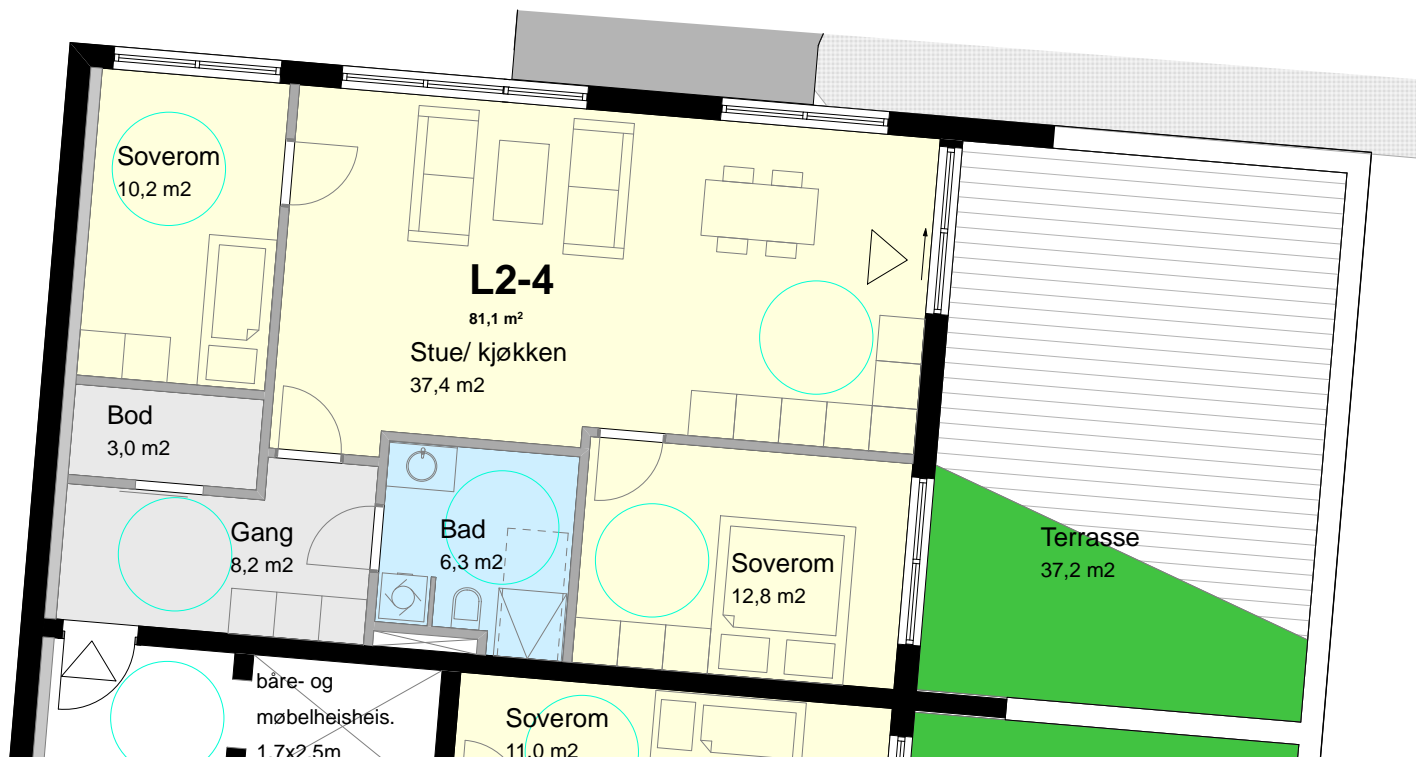 Soverom
10,2 m2
L2-4
81,1 m²
Stue/ kjøkken
37,4 m2
Bod
3,0 m2
Gang
8,2 m2
Bad
6,3 m2
Soverom
12,8 m2
Terrasse
37,2 m2
båre- og
møbelheisheis.
1,7x2,5m
Soverom
11,0 m2